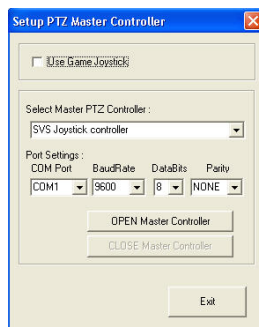 Setup PTZ Master Controller
Use Game Joystick
Select Master PTZ Controller :
SVS Joystick controller
Port Settings :
COM Port BaudRate DataBits Parity
COM1 9600 8 NONE
OPEN Master Controller
CLOSE Master Controller
Exit